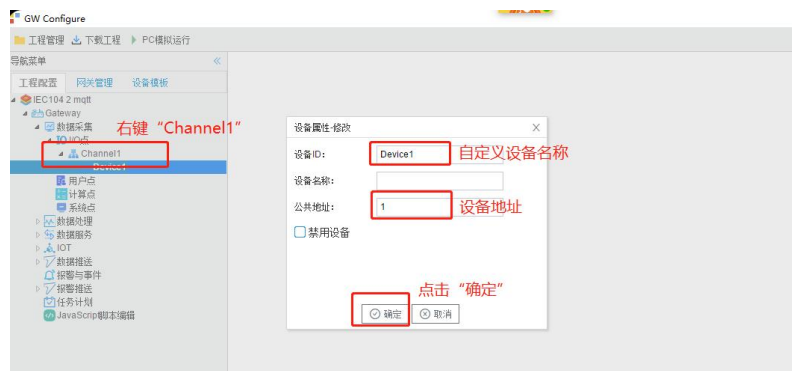 GW Configure
工程管理 下载工程 PC模拟运行
导航菜单
工程配置 网关管理 设备模板
IEC104 2 mqtt
Gateway
数据采集
右键“Channel1”
IO I/O点
Channel1
Device1
用户点
计算点
系统点
数据处理
数据服务
IOT
数据推送
报警与事件
报警推送
任务计划
JavaScrip脚本编辑
设备属性-修改
设备ID: Device1 自定义设备名称
设备名称:
公共地址: 1 设备地址
禁用设备
点击“确定”
确定 取消